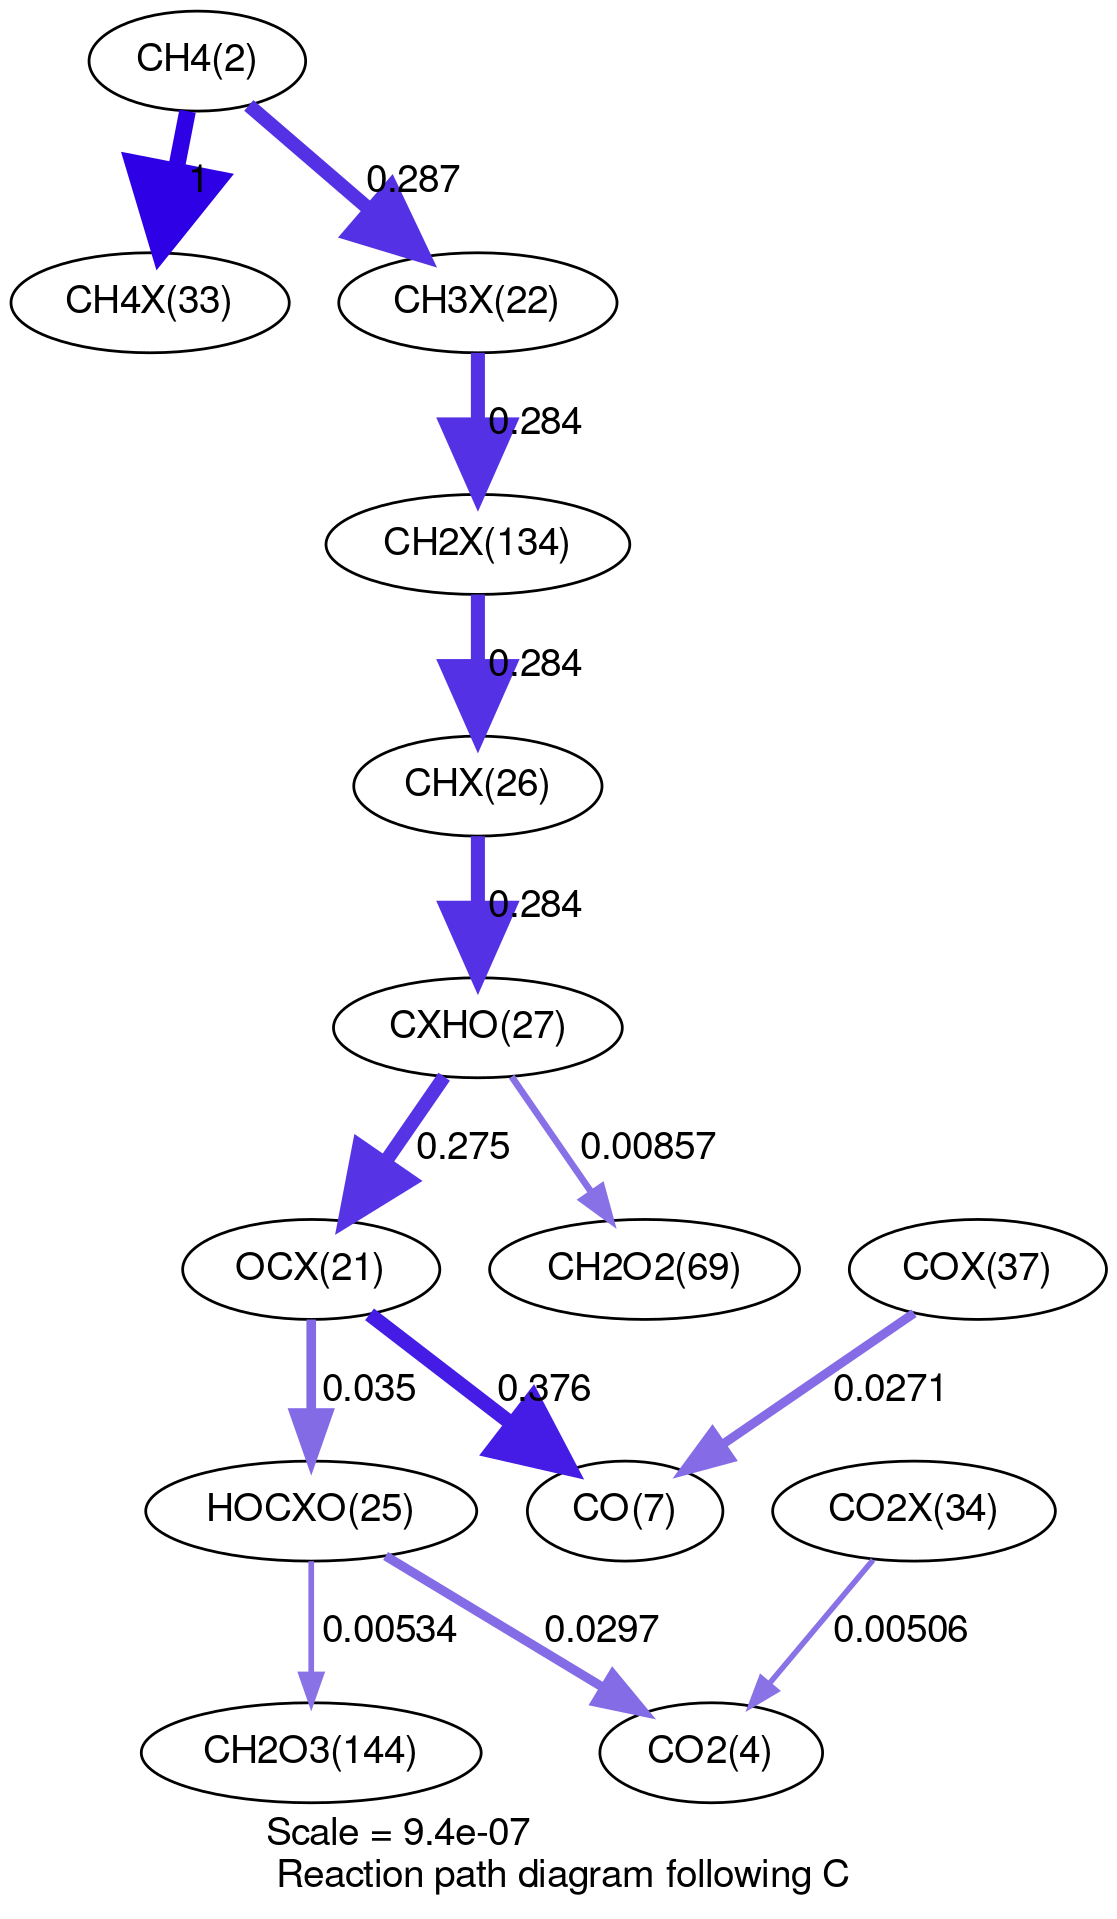 CH4(2)
1
0.287
CH4X(33)
CH3X(22)
0.284
CH2X(134)
0.284
CHX(26)
0.284
CXHO(27)
0.275
0.00857
OCX(21)
CH2O2(69)
COX(37)
0.035
0.376
0.0271
HOCXO(25)
CO(7)
CO2X(34)
0.00534
0.0297
0.00506
CH2O3(144)
CO2(4)
Scale = 9.4e-07
Reaction path diagram following C